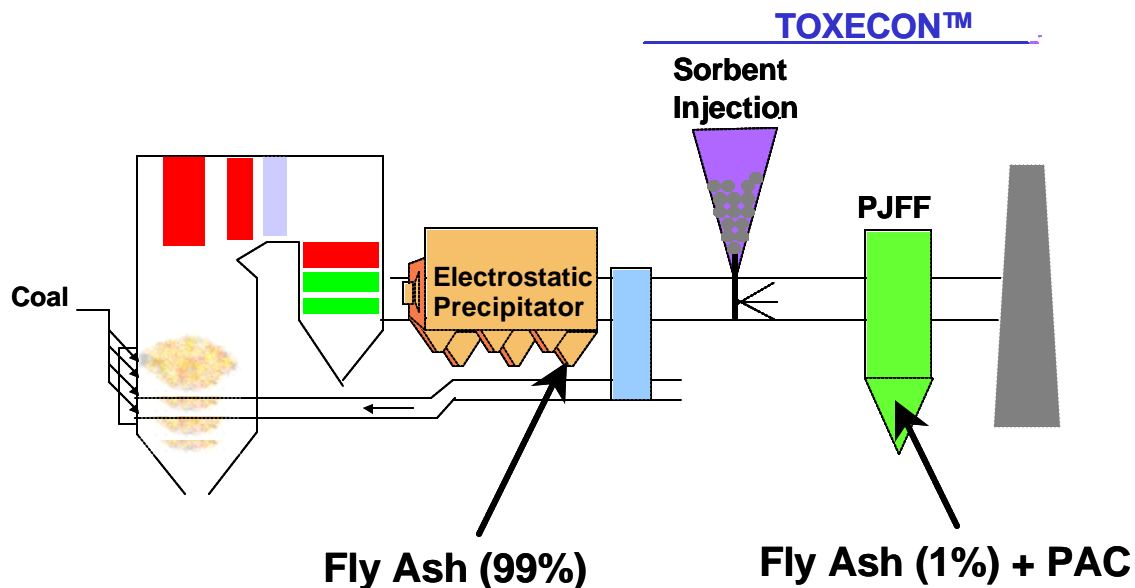 TOXECON™
Sorbent
Injection
PJFF
Electrostatic
Precipitator
Coal
Fly Ash (99%)
Fly Ash (1%) + PAC